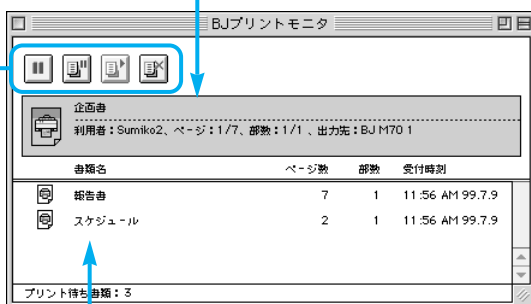 BJプリントモニタ
企画書
利用者：Sumiko2、ページ：1/7、部数：1/1 、出力先：BJ M70 1
書類名 ページ数 部数 受付時刻
報告書 7 1 11:56 AM 99.7.9
スケジュール 2 1 11:56 AM 99.7.9
プリント待ち書類：3